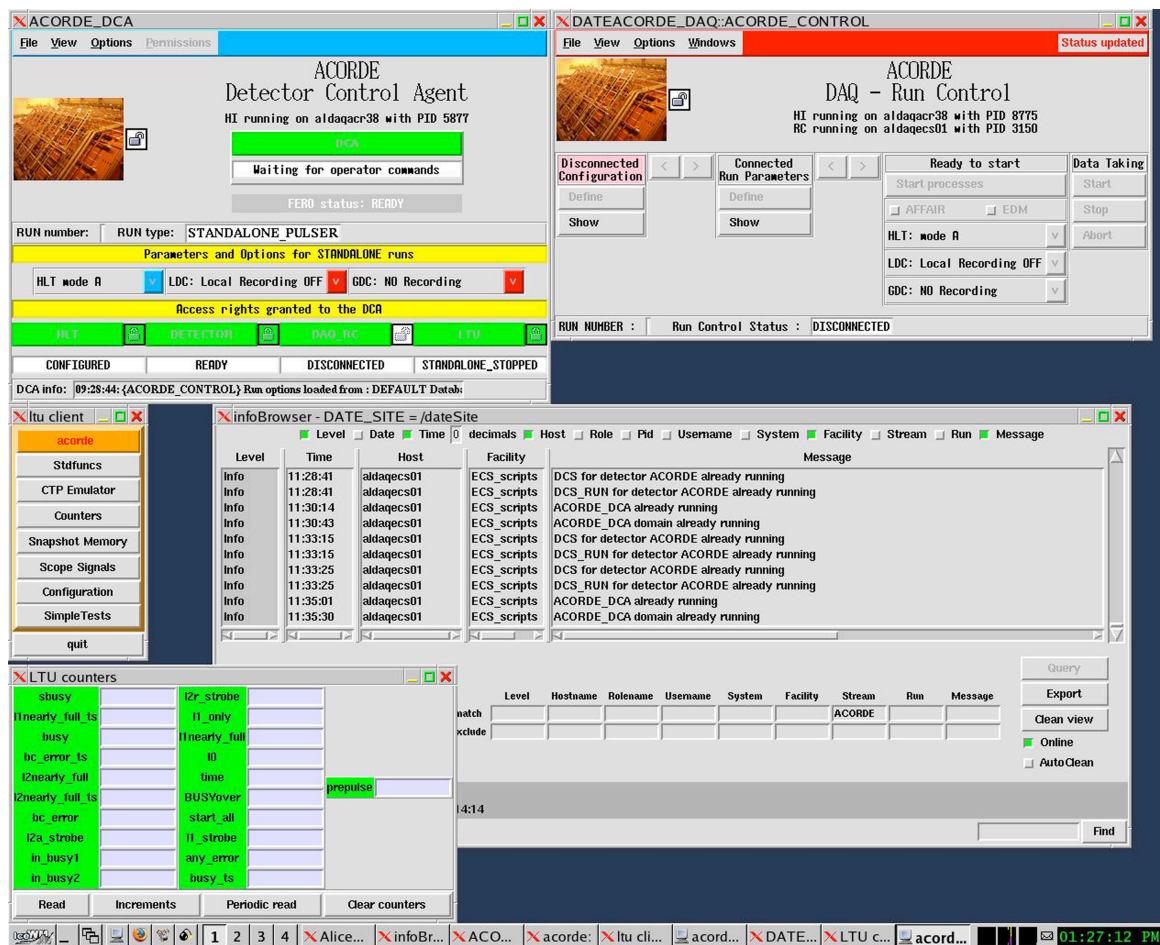 ACORDE_DCA
File View Options Permissions
ACORDE
Detector Control Agent
HI running on aldaqacr38 with PID 5877
DCA
Waiting for operator commands
FERO status: READY
RUN number: RUN type: STANDALONE_PULSER
Parameters and Options for STANDALONE runs
HLT mode A LDC: Local Recording OFF GDC: NO Recording
Access rights granted to the DCA
HLT DETECTOR DAQ_RC LTU
CONFIGURED READY DISCONNECTED STANDALONE_STOPPED
DCA info: 09:28:44: {ACORDE_CONTROL} Run options loaded from : DEFAULT Datab
DATEACORDE_DAQ::ACORDE_CONTROL
File View Options Windows Status updated
ACORDE
DAQ - Run Control
HI running on aldaqacr38 with PID 8775
RC running on aldaqecs01 with PID 3150
Disconnected Configuration < > Connected Run Parameters < > Ready to start Data Taking
Define Define Start processes Start
Show Show AFFAIR EDM Stop
HLT: mode A Abort
LDC: Local Recording OFF
GDC: NO Recording
RUN NUMBER : Run Control Status : DISCONNECTED
ltu client
acorde
Stdfuncs
CTP Emulator
Counters
Snapshot Memory
Scope Signals
Configuration
SimpleTests
quit
infoBrowser - DATE_SITE = /dateSite
Level Date Time 0 decimals Host Role Pid Username System Facility Stream Run Message
Level Time Host Facility Message
Info 11:28:41 aldaqecs01 ECS_scripts DCS for detector ACORDE already running
Info 11:28:41 aldaqecs01 ECS_scripts DCS_RUN for detector ACORDE already running
Info 11:30:14 aldaqecs01 ECS_scripts ACORDE_DCA already running
Info 11:30:43 aldaqecs01 ECS_scripts ACORDE_DCA domain already running
Info 11:33:15 aldaqecs01 ECS_scripts DCS for detector ACORDE already running
Info 11:33:15 aldaqecs01 ECS_scripts DCS_RUN for detector ACORDE already running
Info 11:33:25 aldaqecs01 ECS_scripts DCS for detector ACORDE already running
Info 11:33:25 aldaqecs01 ECS_scripts DCS_RUN for detector ACORDE already running
Info 11:35:01 aldaqecs01 ECS_scripts ACORDE_DCA already running
Info 11:35:30 aldaqecs01 ECS_scripts ACORDE_DCA domain already running
Query
Level Hostname Rolename Username System Facility Stream Run Message Export
natch ACORDE Clean view
xclude
Online
AutoClean
14:14
Find
LTU counters
sbusy l2r_strobe
l1nearly_full_ts l1_only
busy l1nearly_full
bc_error_ts l0
l2nearly_full time prepulse
l2nearly_full_ts BUSYover
bc_error start_all
l2a_strobe l1_strobe
in_busy1 any_error
in_busy2 busy_ts
Read Increments Periodic read Clear counters
1 2 3 4 Alice... infoBr... ACO... acorde: ltu cli... acord... DATE... LTU c... acord... 01:27:12 PM